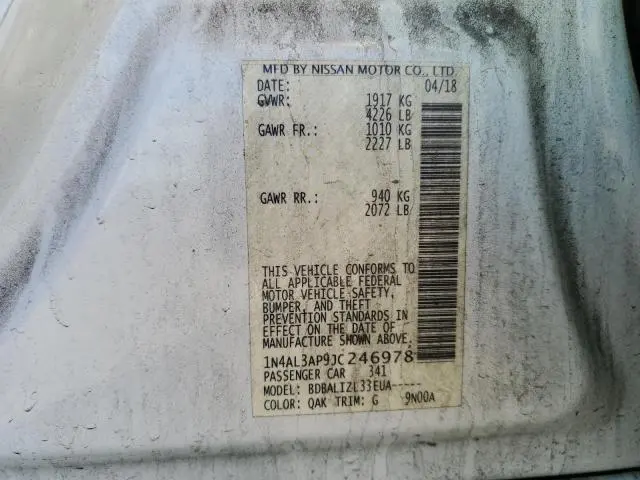 MFD BY NISSAN MOTOR CO., LTD.
DATE: 04/18
GVWR: 1917 KG
4226 LB
GAWR FR.: 1010 KG
2227 LB
GAWR RR.: 940 KG
2072 LB
THIS VEHICLE CONFORMS TO
ALL APPLICABLE FEDERAL
MOTOR VEHICLE SAFETY,
BUMPER, AND THEFT
PREVENTION STANDARDS IN
EFFECT ON THE DATE OF
MANUFACTURE SHOWN ABOVE.
1N4AL3AP9JC246978
PASSENGER CAR 341
MODEL: BDBALIZL33EUA-----
COLOR: QAK TRIM: G 9N00A